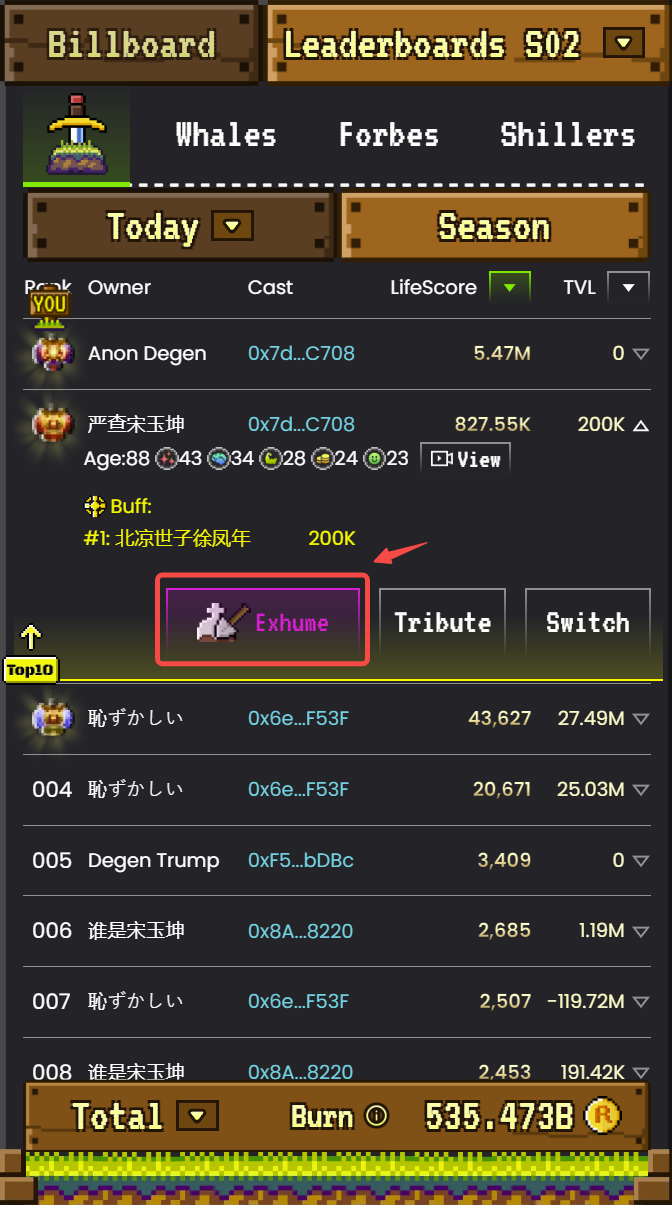 Billboard
Leaderboards S02
Whales Forbes Shillers
Today Season
Rank Owner Cast LifeScore TVL
YOU
Anon Degen 0x7d...C708 5.47M 0
严查宋玉坤 0x7d...C708 827.55K 200K
Age:88 43 34 28 24 23 View
Buff:
#1: 北凉世子徐凤年 200K
Exhume Tribute Switch
Top10
恥ずかしい 0x6e...F53F 43,627 27.49M
004 恥ずかしい 0x6e...F53F 20,671 25.03M
005 Degen Trump 0xF5...bDBc 3,409 0
006 谁是宋玉坤 0x8A...8220 2,685 1.19M
007 恥ずかしい 0x6e...F53F 2,507 -119.72M
008 谁是宋玉坤 0x8A...8220 2,453 191.42K
Total Burn 535.473B R